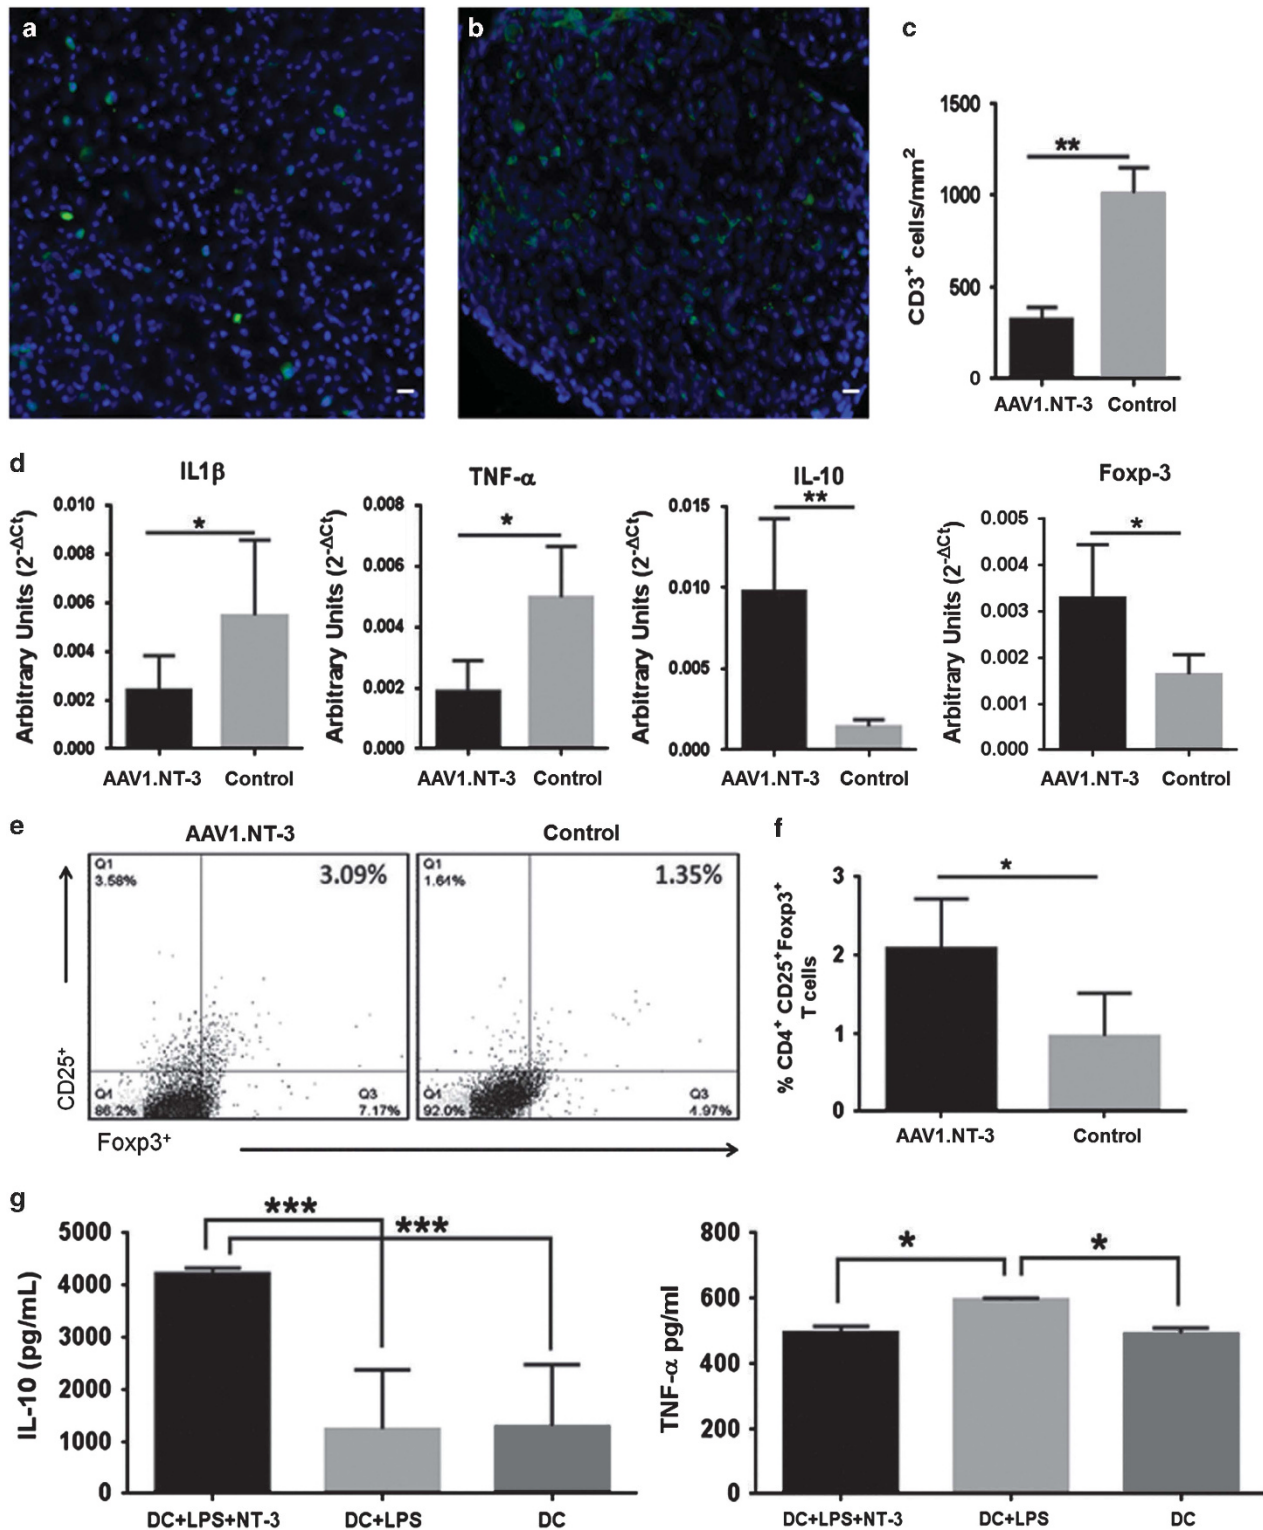 a
b
c
1500
1000
500
0
CD3+ cells/mm2
**
AAV1.NT-3 Control
d
IL1β
Arbitrary Units (2-ΔCt)
0.010
0.008
0.006
0.004
0.002
0.000
*
AAV1.NT-3 Control
TNF-α
Arbitrary Units (2-ΔCt)
0.008
0.006
0.004
0.002
0.000
*
AAV1.NT-3 Control
IL-10
Arbitrary Units (2-ΔCt)
0.015
0.010
0.005
0.000
**
AAV1.NT-3 Control
Foxp-3
Arbitrary Units (2-ΔCt)
0.005
0.004
0.003
0.002
0.001
0.000
*
AAV1.NT-3 Control
e
AAV1.NT-3
Q1
3.58%
3.09%
86.2%
Q3
7.17%
Control
Q1
1.64%
1.35%
92.0%
Q3
4.97%
CD25+
Foxp3+
f
% CD4+ CD25+Foxp3+
T cells
3
2
1
0
*
AAV1.NT-3 Control
g
IL-10 (pg/mL)
5000
4000
3000
2000
1000
0
***
***
DC+LPS+NT-3 DC+LPS DC
TNF-α pg/ml
800
600
400
200
0
*
*
DC+LPS+NT-3 DC+LPS DC